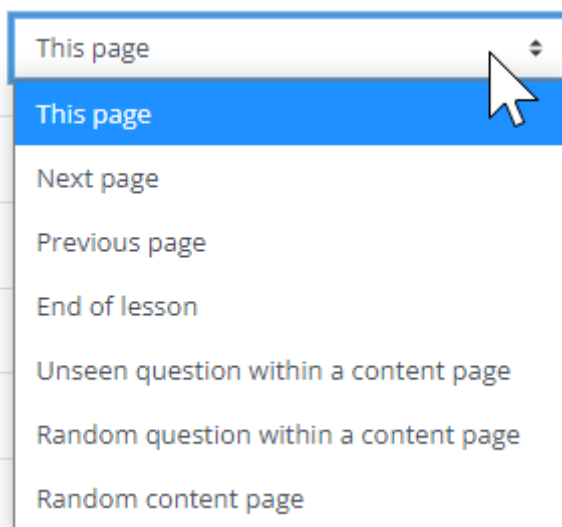 This page
This page
Next page
Previous page
End of lesson
Unseen question within a content page
Random question within a content page
Random content page